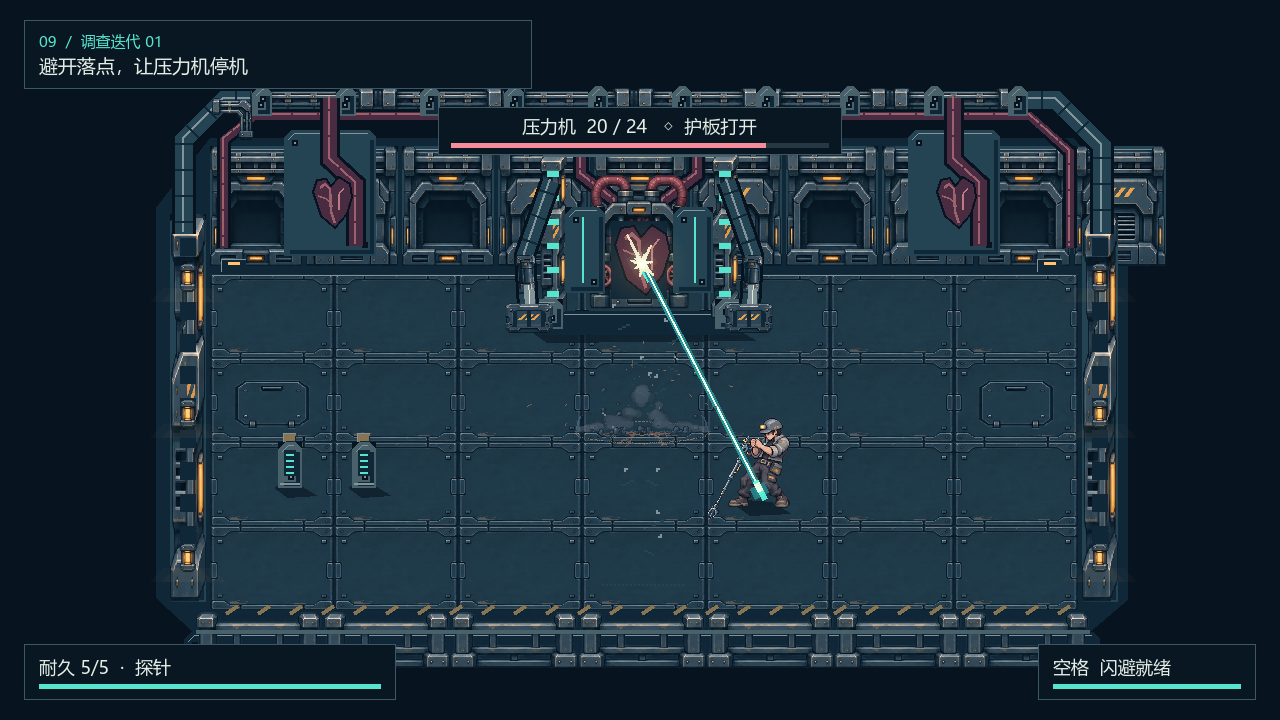 09 / 调查迭代 01
避开落点，让压力机停机
压力机 20 / 24 ◇ 护板打开
耐久 5/5 · 探针
空格 闪避就绪